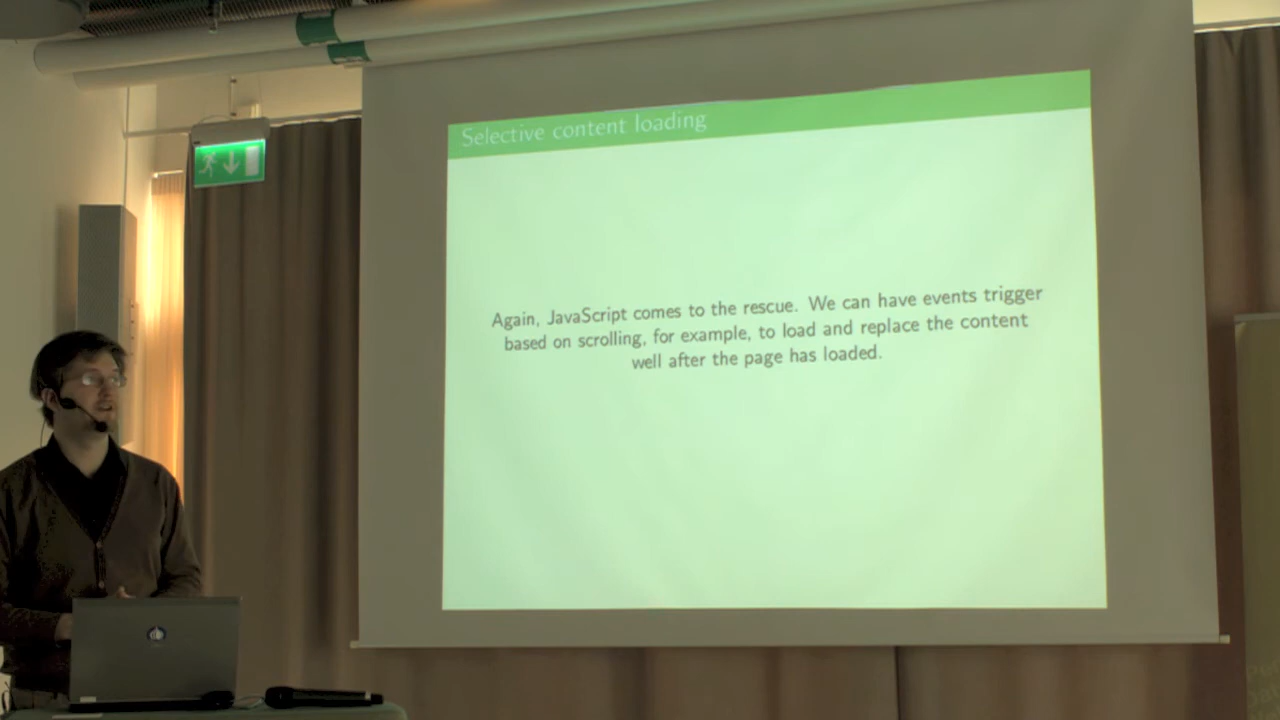 Selective content loading
Again, JavaScript comes to the rescue. We can have events trigger
based on scrolling, for example, to load and replace the content
well after the page has loaded.